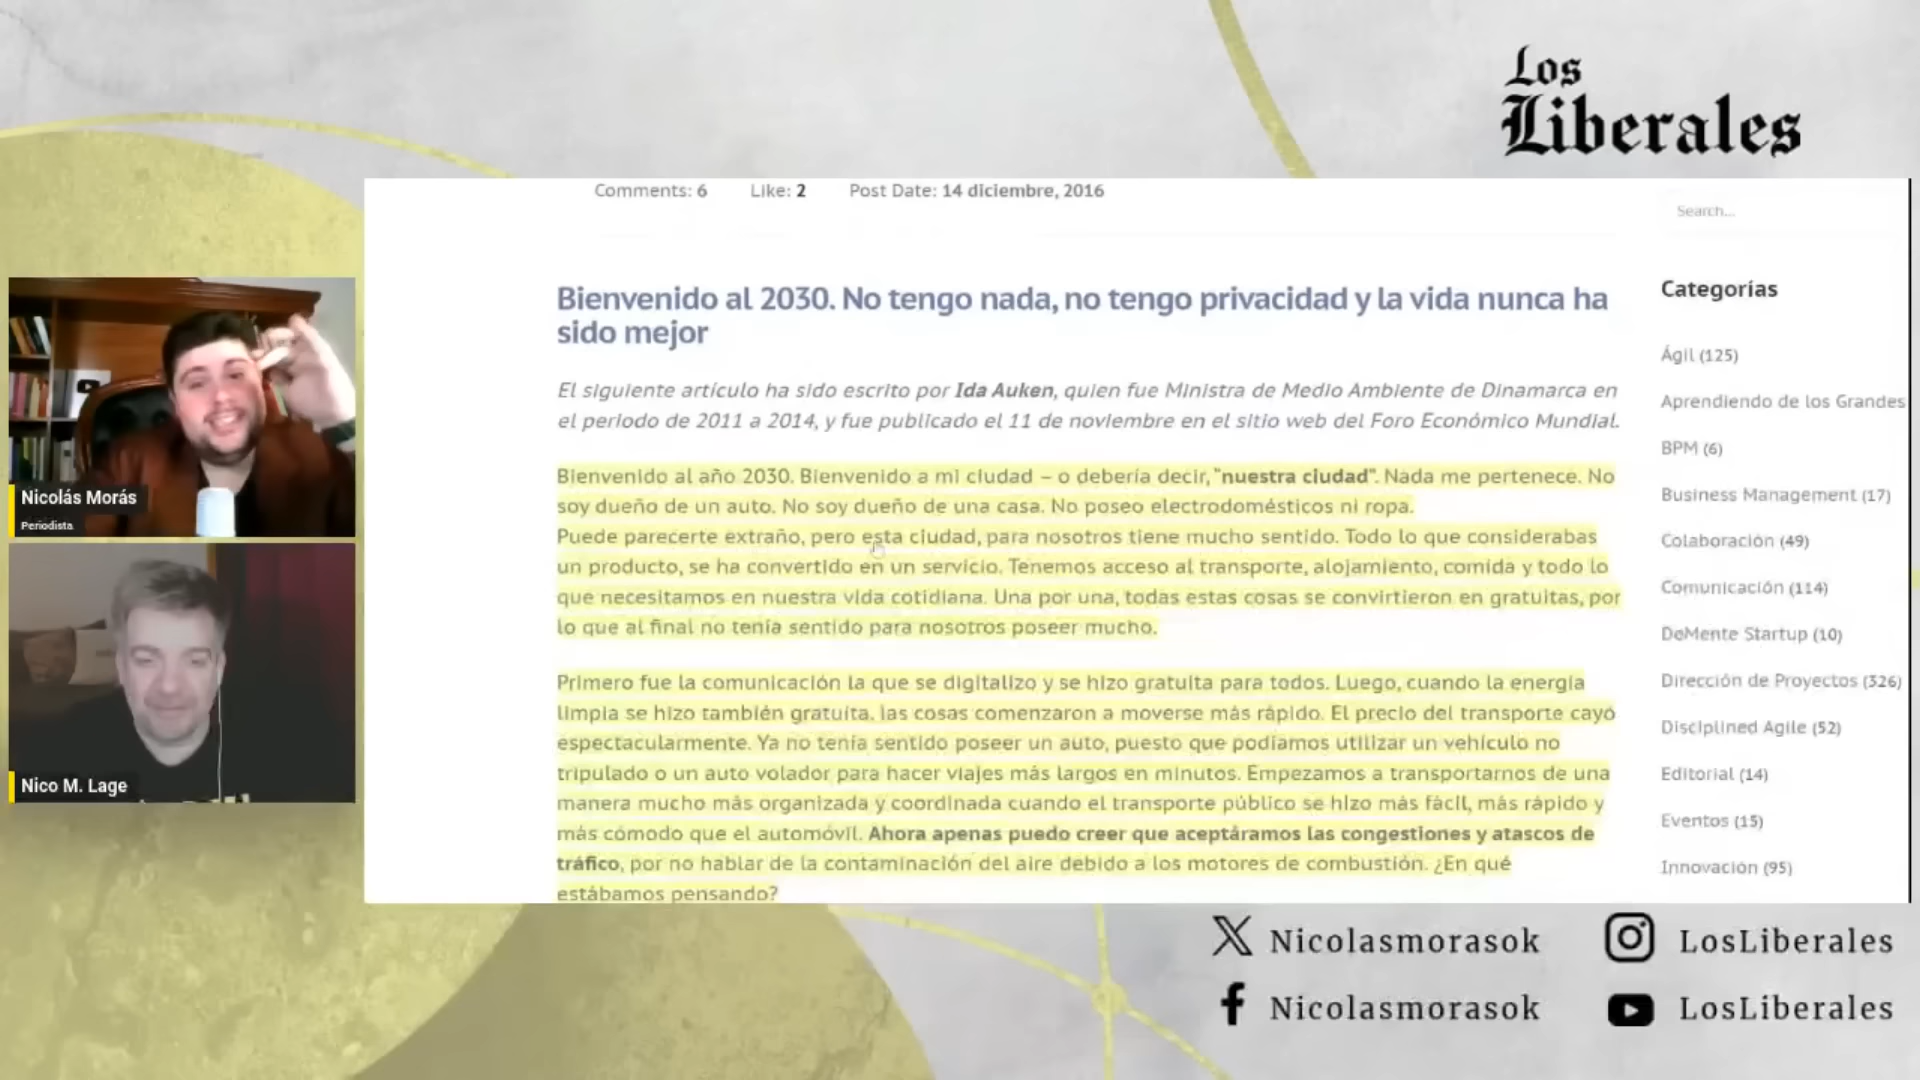 Los
Liberales
Comments: 6 Like: 2 Post Date: 14 diciembre, 2016
Search...
Bienvenido al 2030. No tengo nada, no tengo privacidad y la vida nunca ha
sido mejor
El siguiente artículo ha sido escrito por Ida Auken, quien fue Ministra de Medio Ambiente de Dinamarca en
el periodo de 2011 a 2014, y fue publicado el 11 de noviembre en el sitio web del Foro Económico Mundial.
Bienvenido al año 2030. Bienvenido a mi ciudad – o debería decir, "nuestra ciudad". Nada me pertenece. No
soy dueño de un auto. No soy dueño de una casa. No poseo electrodomésticos ni ropa.
Puede parecerte extraño, pero esta ciudad, para nosotros tiene mucho sentido. Todo lo que considerabas
un producto, se ha convertido en un servicio. Tenemos acceso al transporte, alojamiento, comida y todo lo
que necesitamos en nuestra vida cotidiana. Una por una, todas estas cosas se convirtieron en gratuitas, por
lo que al final no tenía sentido para nosotros poseer mucho.
Primero fue la comunicación la que se digitalizo y se hizo gratuita para todos. Luego, cuando la energía
limpia se hizo también gratuita, las cosas comenzaron a moverse más rápido. El precio del transporte cayó
espectacularmente. Ya no tenía sentido poseer un auto, puesto que podíamos utilizar un vehículo no
tripulado o un auto volador para hacer viajes más largos en minutos. Empezamos a transportarnos de una
manera mucho más organizada y coordinada cuando el transporte público se hizo más fácil, más rápido y
más cómodo que el automóvil. Ahora apenas puedo creer que aceptáramos las congestiones y atascos de
tráfico, por no hablar de la contaminación del aire debido a los motores de combustión. ¿En qué
estábamos pensando?
Categorías
Ágil (125)
Aprendiendo de los Grandes
BPM (6)
Business Management (17)
Colaboración (49)
Comunicación (114)
DeMente Startup (10)
Dirección de Proyectos (326)
Disciplined Agile (52)
Editorial (14)
Eventos (15)
Innovación (95)
Nicolás Morás
Periodista
Nico M. Lage
Nicolasmorasok
LosLiberales
Nicolasmorasok
LosLiberales